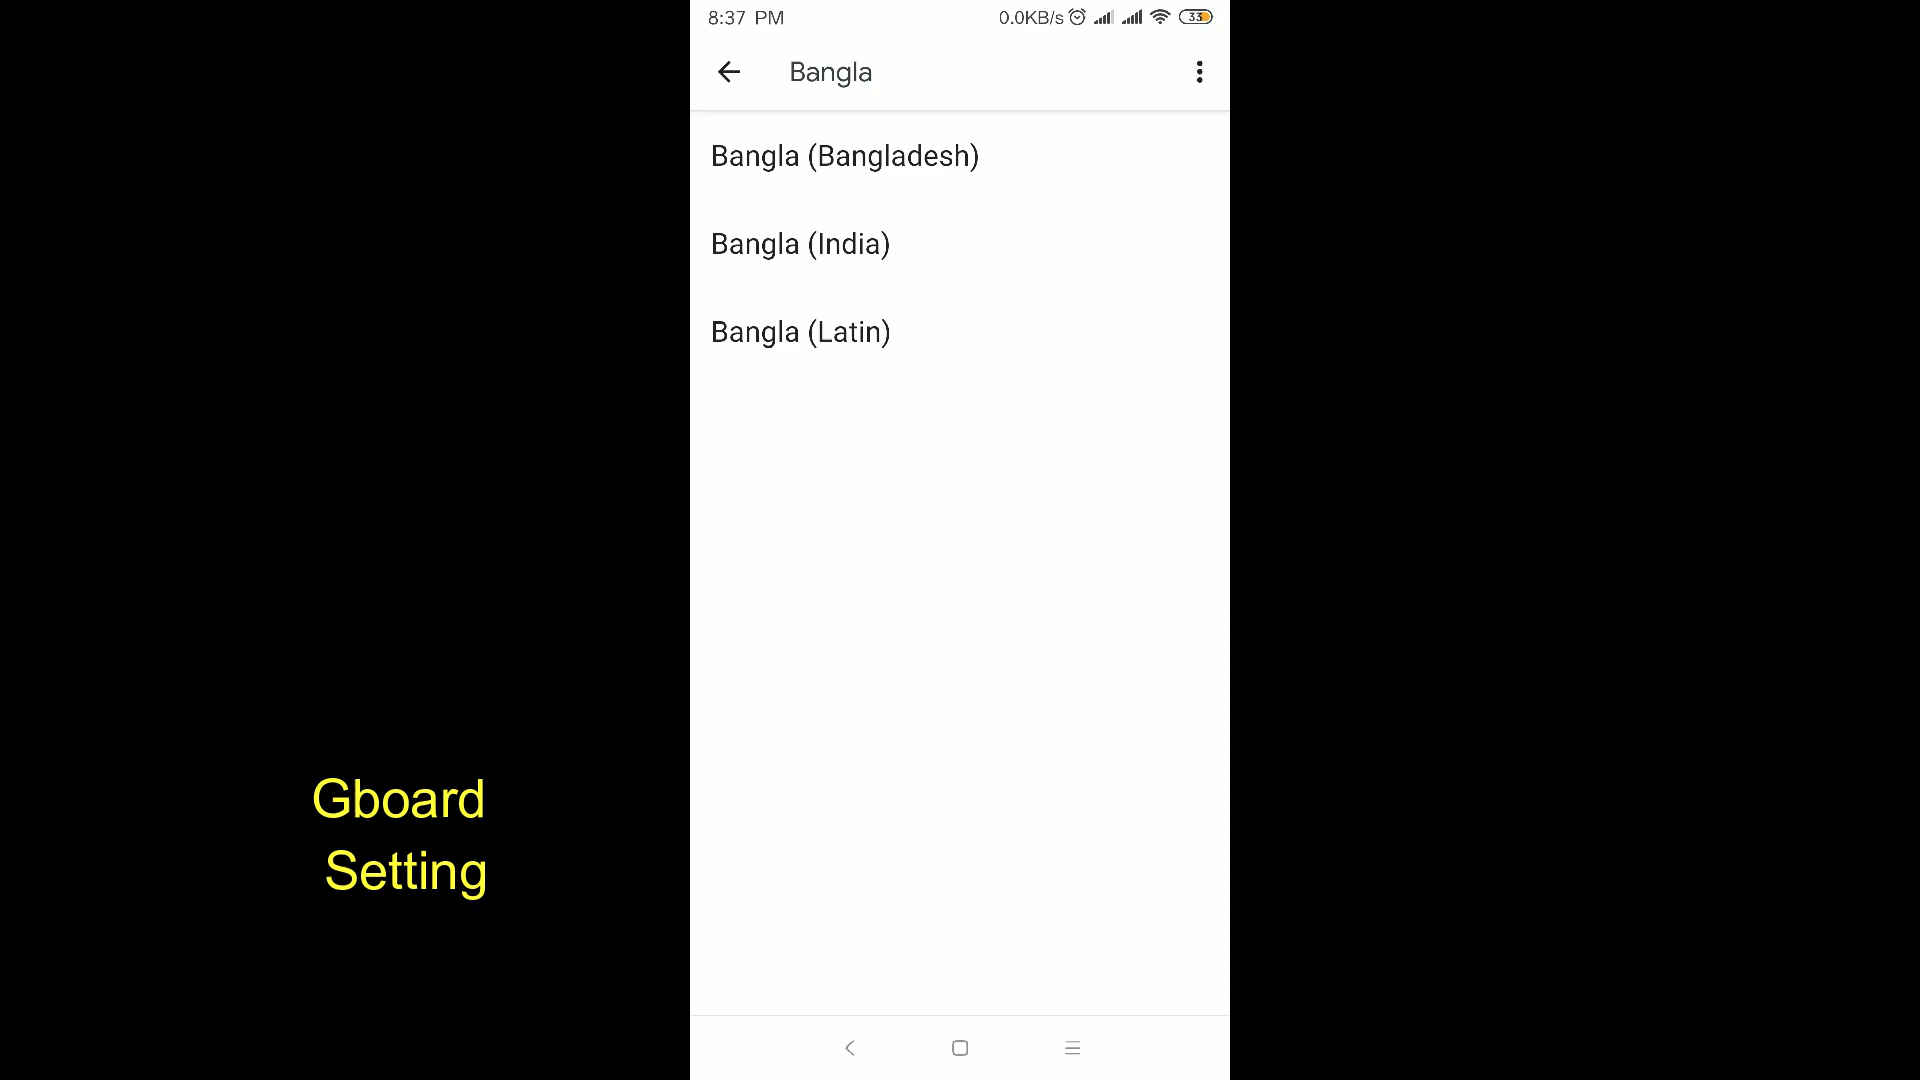 8:37 PM 0.0KB/s 33
Bangla
Bangla (Bangladesh)
Bangla (India)
Bangla (Latin)
Gboard
Setting